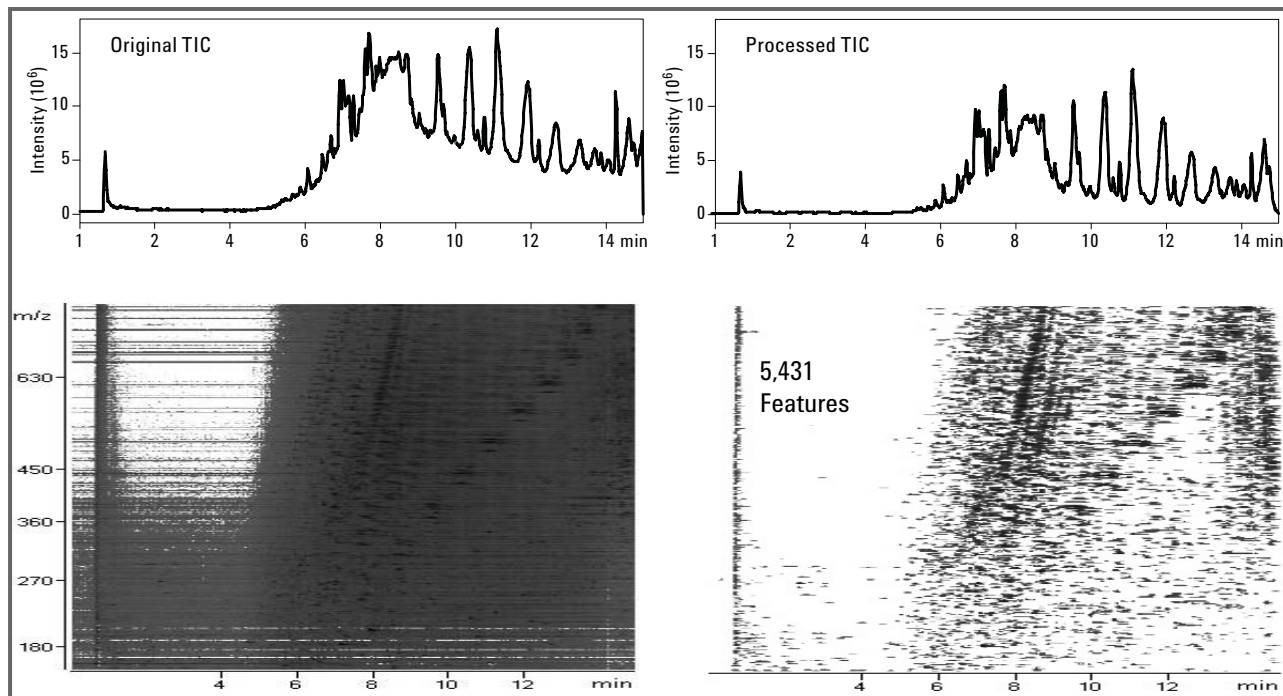 Original TIC
Intensity (10⁶)
15
10
5
0
1 2 4 6 8 10 12 14 min
Processed TIC
Intensity (10⁶)
15
10
5
0
1 2 4 6 8 10 12 14 min
m/z
630
450
360
270
180
4 6 8 10 12 min
5,431
Features
4 6 8 10 12 min